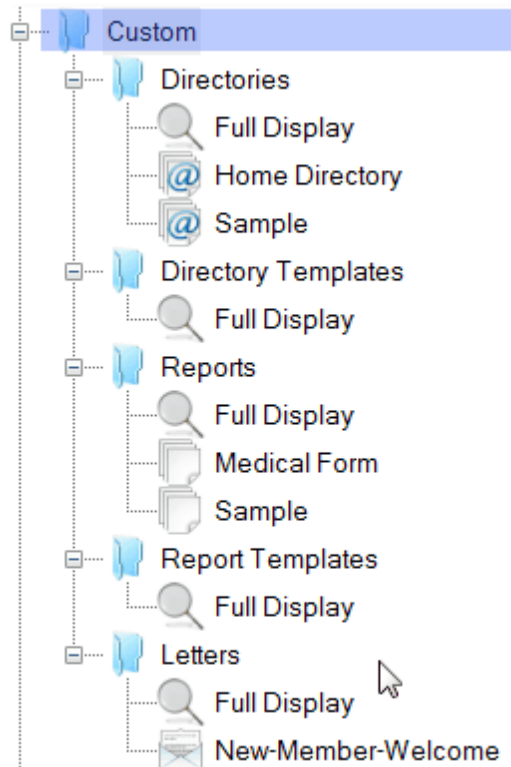 Custom
Directories
Full Display
Home Directory
Sample
Directory Templates
Full Display
Reports
Full Display
Medical Form
Sample
Report Templates
Full Display
Letters
Full Display
New-Member-Welcome